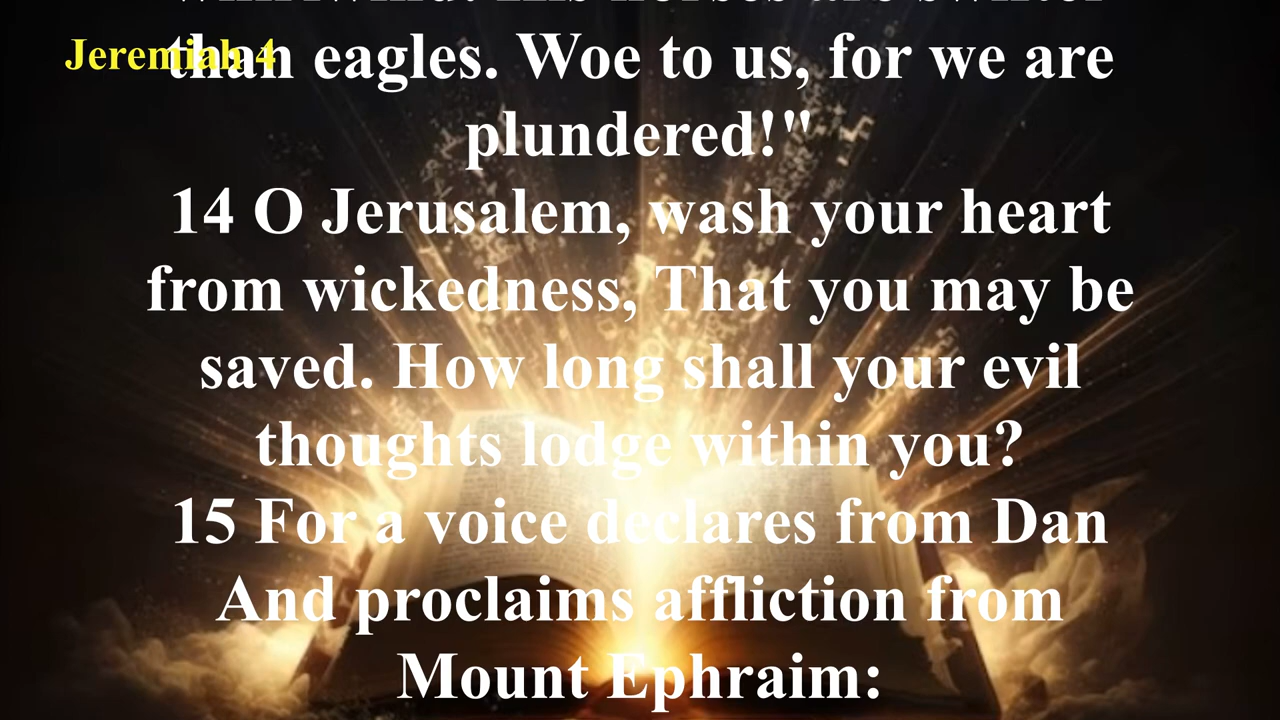 Jeremiah 4
than eagles. Woe to us, for we are
plundered!"
14 O Jerusalem, wash your heart
from wickedness, That you may be
saved. How long shall your evil
thoughts lodge within you?
15 For a voice declares from Dan
And proclaims affliction from
Mount Ephraim: